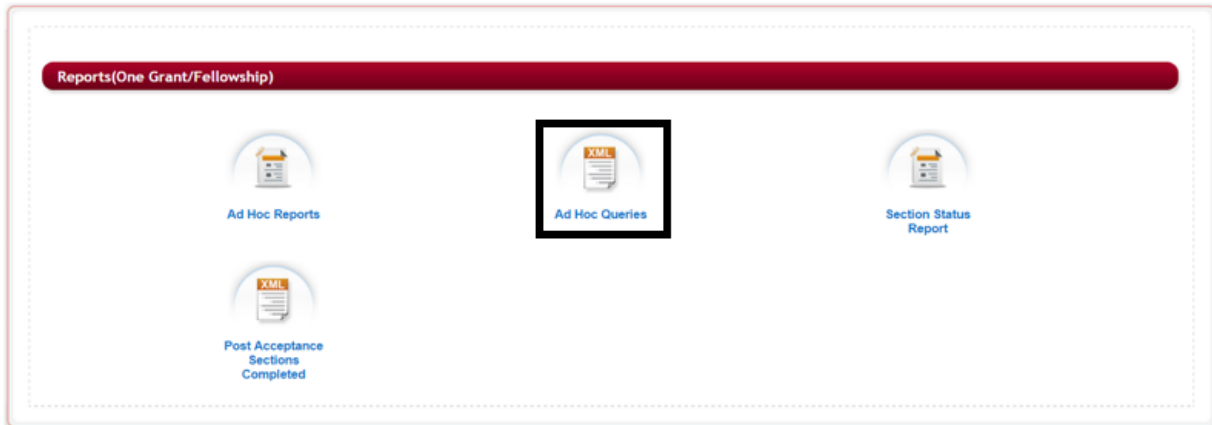 Reports(One Grant/Fellowship)
XML
Ad Hoc Reports
Ad Hoc Queries
Section Status
Report
XML
Post Acceptance
Sections
Completed